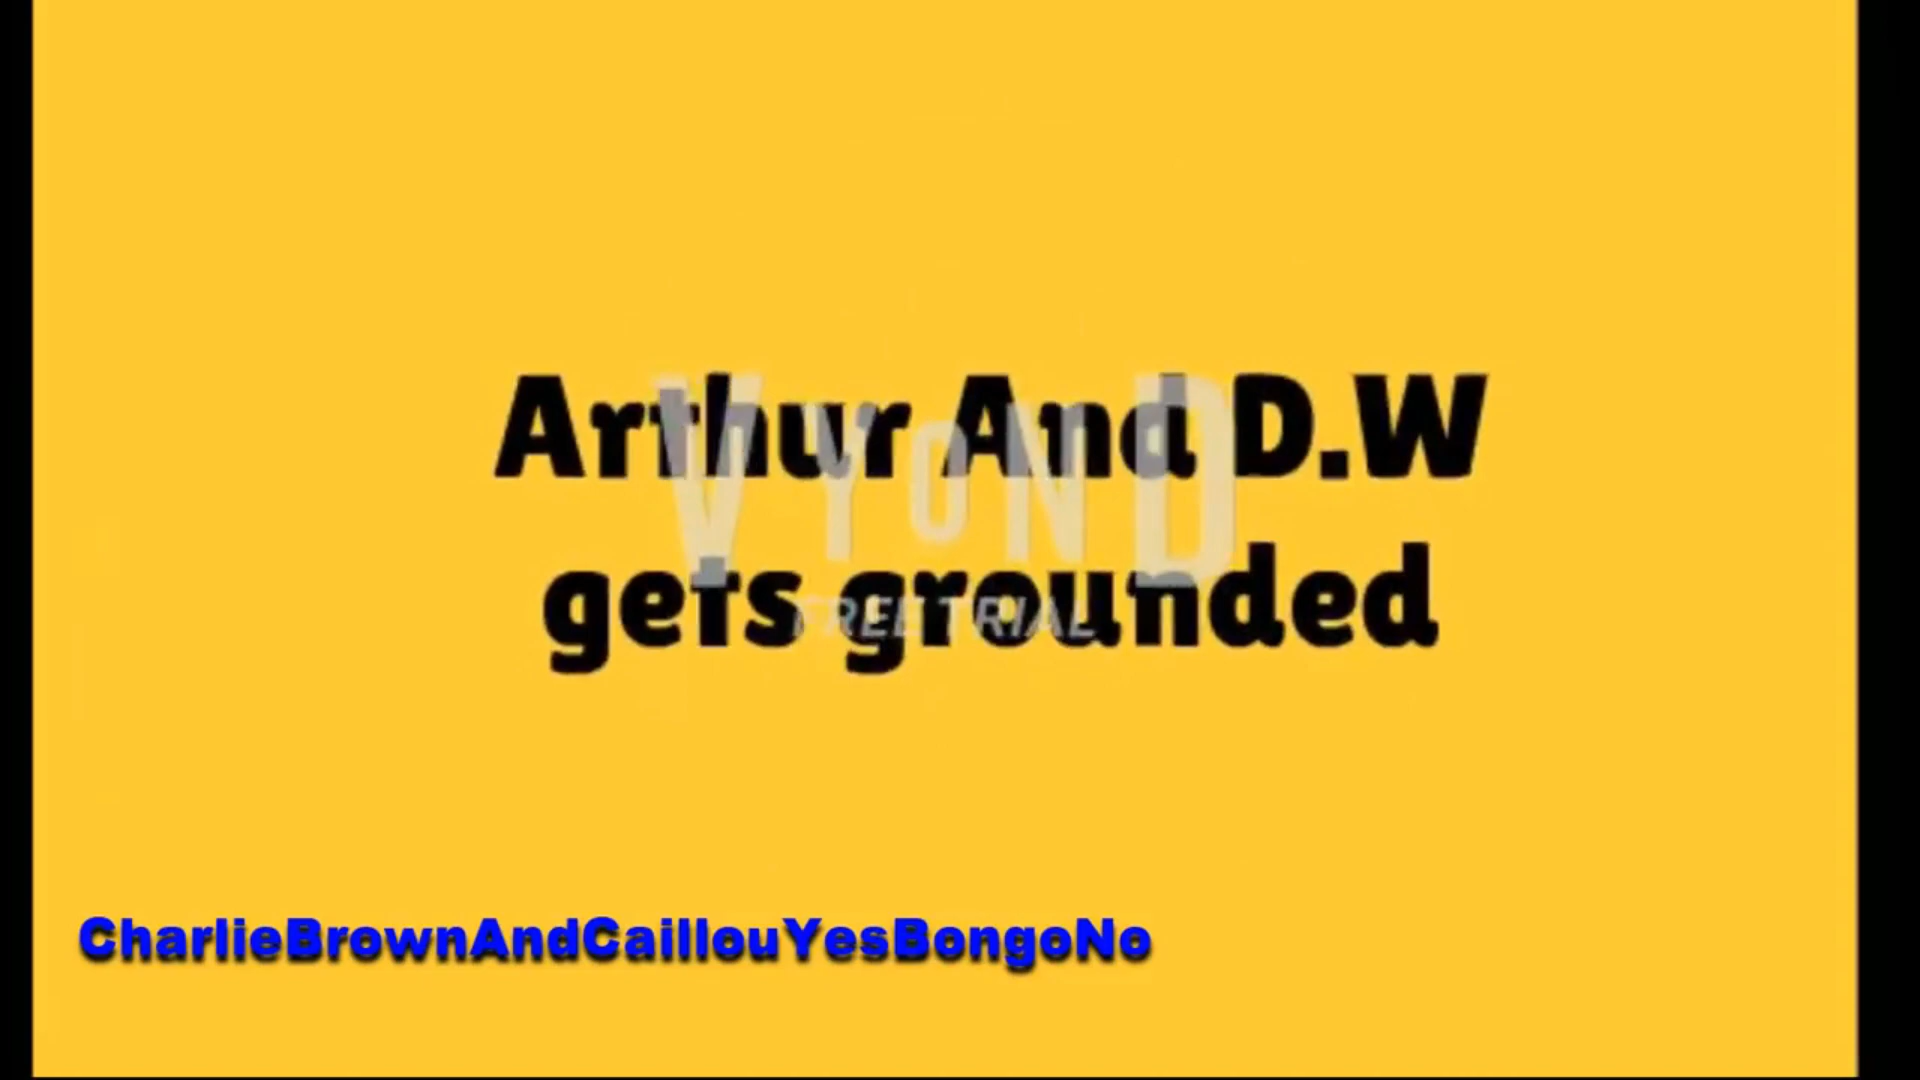 Arthur And D.W
VYOND
gets grounded
FREE TRIAL
CharlieBrownAndCaillouYesBongoNo